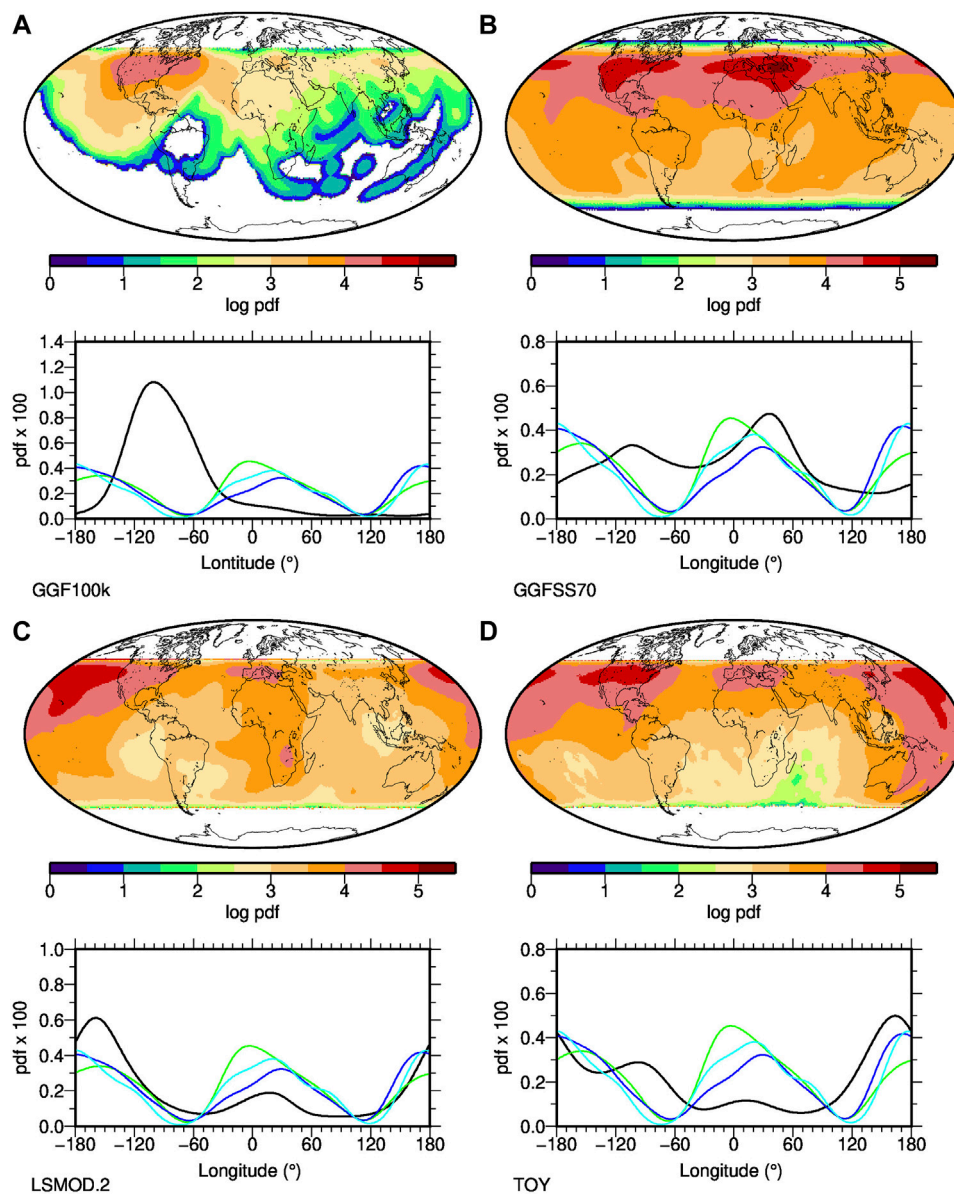 A
B
0 1 2 3 4 5
log pdf
0 1 2 3 4 5
log pdf
1.4
1.2
1.0
0.8
0.6
0.4
0.2
0.0
pdf x 100
−180 −120 −60 0 60 120 180
Lontitude (°)
GGF100k
0.8
0.6
0.4
0.2
0.0
pdf x 100
−180 −120 −60 0 60 120 180
Longitude (°)
GGFSS70
C
D
0 1 2 3 4 5
log pdf
0 1 2 3 4 5
log pdf
1.0
0.8
0.6
0.4
0.2
0.0
pdf x 100
−180 −120 −60 0 60 120 180
Longitude (°)
LSMOD.2
0.8
0.6
0.4
0.2
0.0
pdf x 100
−180 −120 −60 0 60 120 180
Longitude (°)
TOY